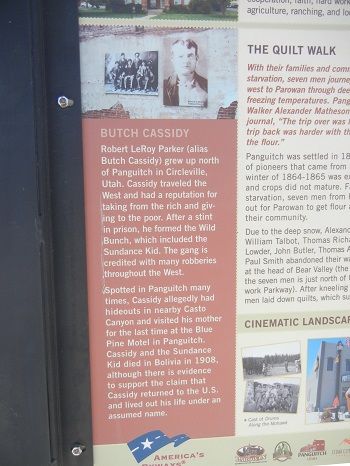 cooperation, faith, hard work
agriculture, ranching, and
BUTCH CASSIDY
Robert LeRoy Parker (alias
Butch Cassidy) grew up north
of Panguitch in Circleville,
Utah. Cassidy traveled the
West and had a reputation for
taking from the rich and giv-
ing to the poor. After a stint
in prison, he formed the Wild
Bunch, which included the
Sundance Kid. The gang is
credited with many robberies
throughout the West.
Spotted in Panguitch many
times, Cassidy allegedly had
hideouts in nearby Casto
Canyon and visited his mother
for the last time at the Blue
Pine Motel in Panguitch.
Cassidy and the Sundance
Kid died in Bolivia in 1908,
although there is evidence
to support the claim that
Cassidy returned to the U.S.
and lived out his life under an
assumed name.
THE QUILT WALK
With their families and
starvation, seven men
west to Parowan through
freezing temperatures.
Walker Alexander Matheson
journal, "The trip over was
trip back was harder with
the flour."
Panguitch was settled in
of pioneers that came from
winter of 1864-1865 was
and crops did not mature.
starvation, seven men from
out for Parowan to get flour
their community.
Due to the deep snow,
William Talbot, Thomas
Lowder, John Butler, Thomas
Paul Smith abandoned their
at the head of Bear Valley (the
the seven men is just north of
work Parkway). After kneeling
men laid down quilts, which
CINEMATIC
Cast of Drums
Along the Mohawk
AMERICA'S
BYWAYS
PANGUITCH